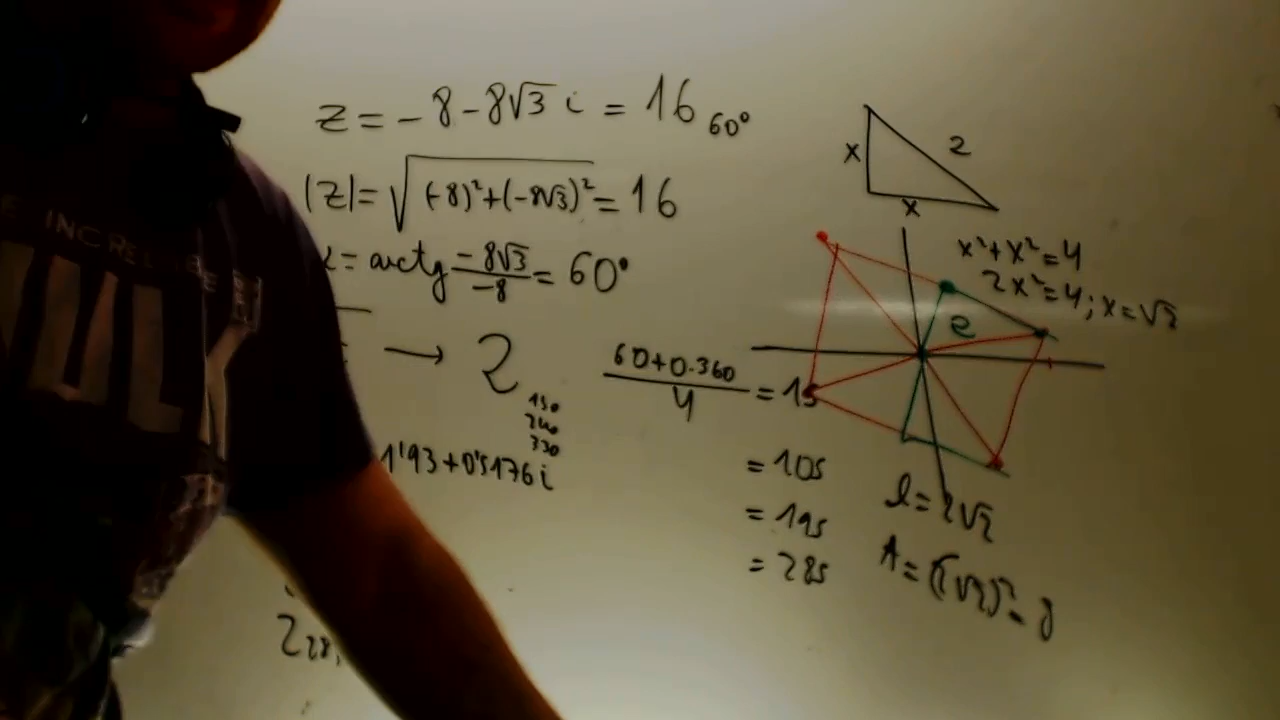 z = -8 - 8√3 i = 16 60°
|z| = √((-8)²+(-8√3)²) = 16
= arctg -8√3/-8 = 60°
→ 2
150
240
330
1'93 + 0'5176 i
2 28
60+0·360/4 = 15
= 105
= 195
= 285
x
2
x
x²+x²=4
2x²=4; x=√2
l = 2√2
INCRE